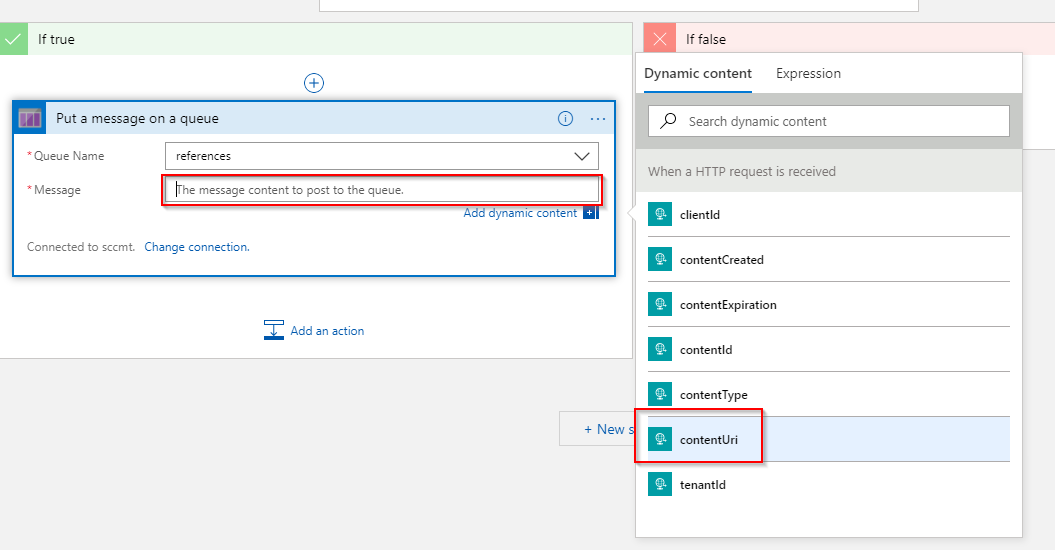 If true
If false
Put a message on a queue
* Queue Name
references
* Message
The message content to post to the queue.
Add dynamic content
Connected to sccmt. Change connection.
Add an action
+ New s
Dynamic content
Expression
Search dynamic content
When a HTTP request is received
clientId
contentCreated
contentExpiration
contentId
contentType
contentUri
tenantId